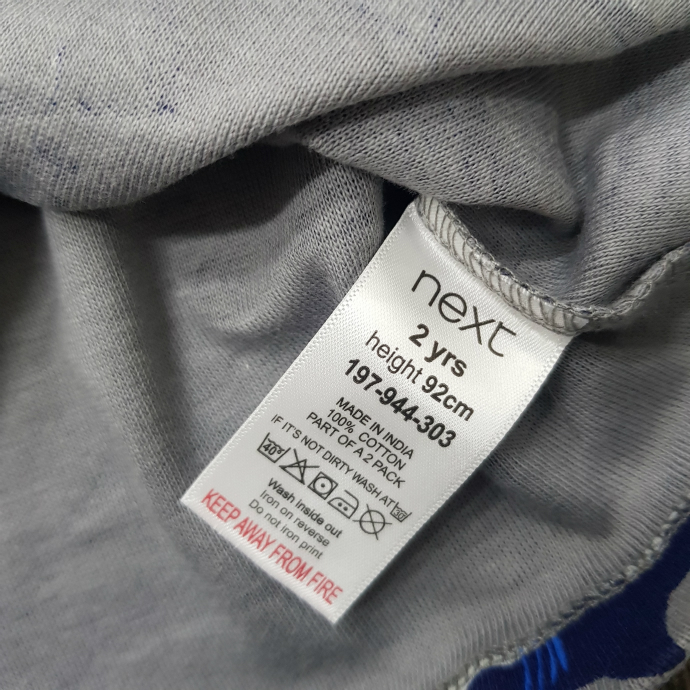 next
2 yrs
height 92cm
197-944-303
MADE IN INDIA
100% COTTON
PART OF A 2 PACK
IF IT'S NOT DIRTY WASH AT 30°
40°
Wash inside out
Iron on reverse
Do not iron print
KEEP AWAY FROM FIRE